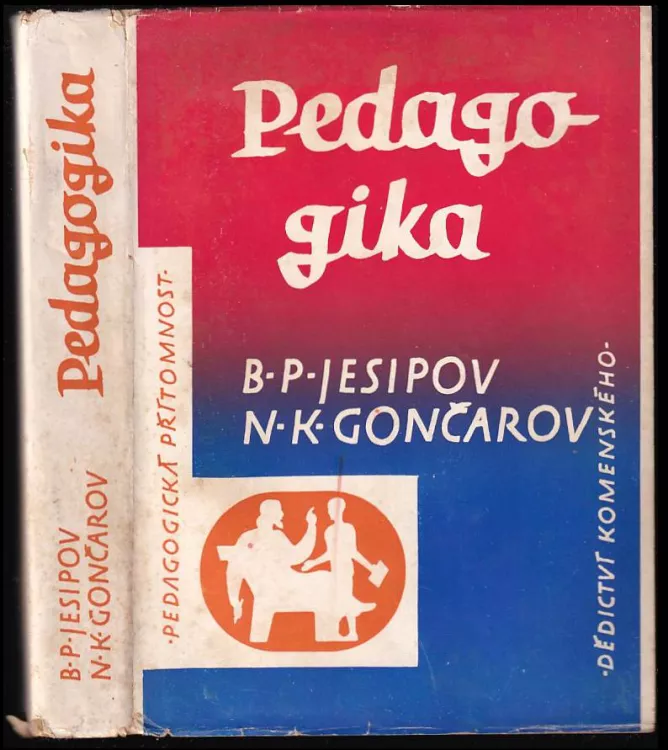 Pedagogika
B·P·JESIPOV
N·K·GONČAROV
Pedago-
gika
B·P·JESIPOV
N·K·GONČAROV
·PEDAGOGICKÁ PŘÍTOMNOST·
·DĚDICTVÍ KOMENSKÉHO·